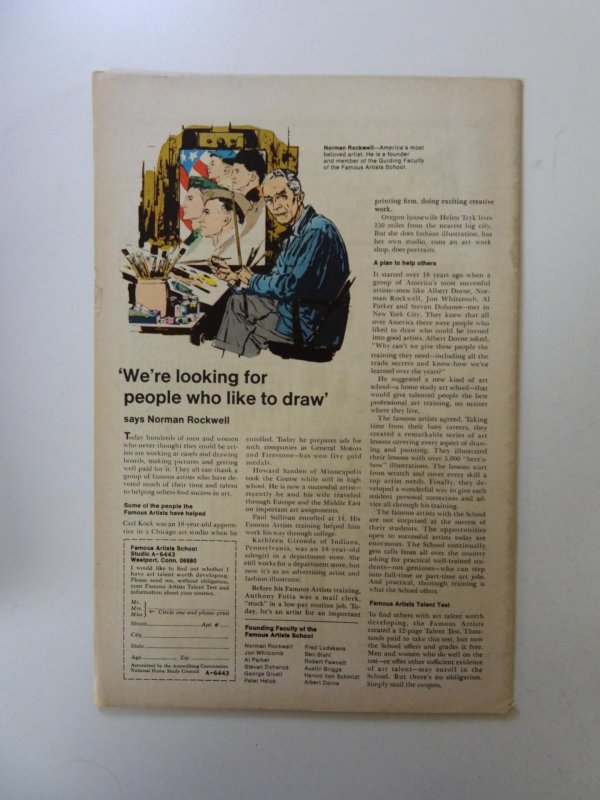 Norman Rockwell—America's most
beloved artist. He is a founder
and member of the Guiding Faculty
of the Famous Artists School.
'We're looking for
people who like to draw'
says Norman Rockwell
Today hundreds of men and women
who never thought they could be art-
ists are working at easels and drawing
boards, making pictures and getting
well paid for it. They all can thank a
group of famous artists who have de-
voted much of their time and talent
to helping others find success in art.
Some of the people the
Famous Artists have helped
Carl Kock was an 18-year-old appren-
tice in a Chicago art studio when he
Famous Artists School
Studio A-6443
Westport, Conn. 06880
I would like to find out whether I
have art talent worth developing.
Please send me, without obligation,
your Famous Artists Talent Test and
information about your courses.
Mr.
Mrs. Circle one and please print
Miss
Street Apt. #
City
State
Age Zip
Accredited by the Accrediting Commission
National Home Study Council A-6443
enrolled. Today he prepares ads for
such companies as General Motors
and Firestone—has won five gold
medals.
Howard Sanden of Minneapolis
took the Course while still in high
school. He is now a successful artist—
recently he and his wife traveled
through Europe and the Middle East
on important art assignments.
Paul Sullivan enrolled at 14. His
Famous Artists training helped him
work his way through college.
Kathleen Gironda of Indiana,
Pennsylvania, was an 18-year-old
salesgirl in a department store. She
still works for a department store, but
now it's as an advertising artist and
fashion illustrator.
Before his Famous Artists training,
Anthony Fotia was a mail clerk,
"stuck" in a low-pay routine job. To-
day, he's an artist for an important
Founding Faculty of the
Famous Artists School
Norman Rockwell
Jon Whitcomb
Al Parker
Stevan Dohanos
George Giusti
Peter Helck
Fred Ludekens
Ben Stahl
Robert Fawcett
Austin Briggs
Harold Von Schmidt
Albert Dorne
printing firm, doing exciting creative
work.
Oregon housewife Helen Tryk lives
150 miles from the nearest big city.
But she does fashion illustration, has
her own studio, runs an art work
shop, does portraits.
A plan to help others
It started over 18 years ago when a
group of America's most successful
artists—men like Albert Dorne, Nor-
man Rockwell, Jon Whitcomb, Al
Parker and Stevan Dohanos—met in
New York City. They knew that all
over America there were people who
liked to draw who could be turned
into good artists. Albert Dorne asked,
"Why can't we give these people the
training they need—including all the
trade secrets and know-how we've
learned over the years?"
He suggested a new kind of art
school—a home study art school—that
would give talented people the best
professional art training, no matter
where they live.
The famous artists agreed. Taking
time from their busy careers, they
created a remarkable series of art
lessons covering every aspect of draw-
ing and painting. They illustrated
their lessons with over 5,000 "here's-
how" illustrations. The lessons start
from scratch and cover every skill a
top artist needs. Finally, they de-
veloped a wonderful way to give each
student personal correction and ad-
vice all through his training.
The famous artists with the School
are not surprised at the success of
their students. The opportunities
open to successful artists today are
enormous. The School continually
gets calls from all over the country
asking for practical well-trained stu-
dents—not geniuses—who can step
into full-time or part-time art jobs.
And practical, thorough training is
what the School offers.
Famous Artists Talent Test
To find others with art talent worth
developing, the Famous Artists
created a 12-page Talent Test. Thou-
sands paid to take this test, but now
the School offers and grades it free.
Men and women who do well on the
test—or offer other sufficient evidence
of art talent—may enroll in the
School. But there's no obligation.
Simply mail the coupon.